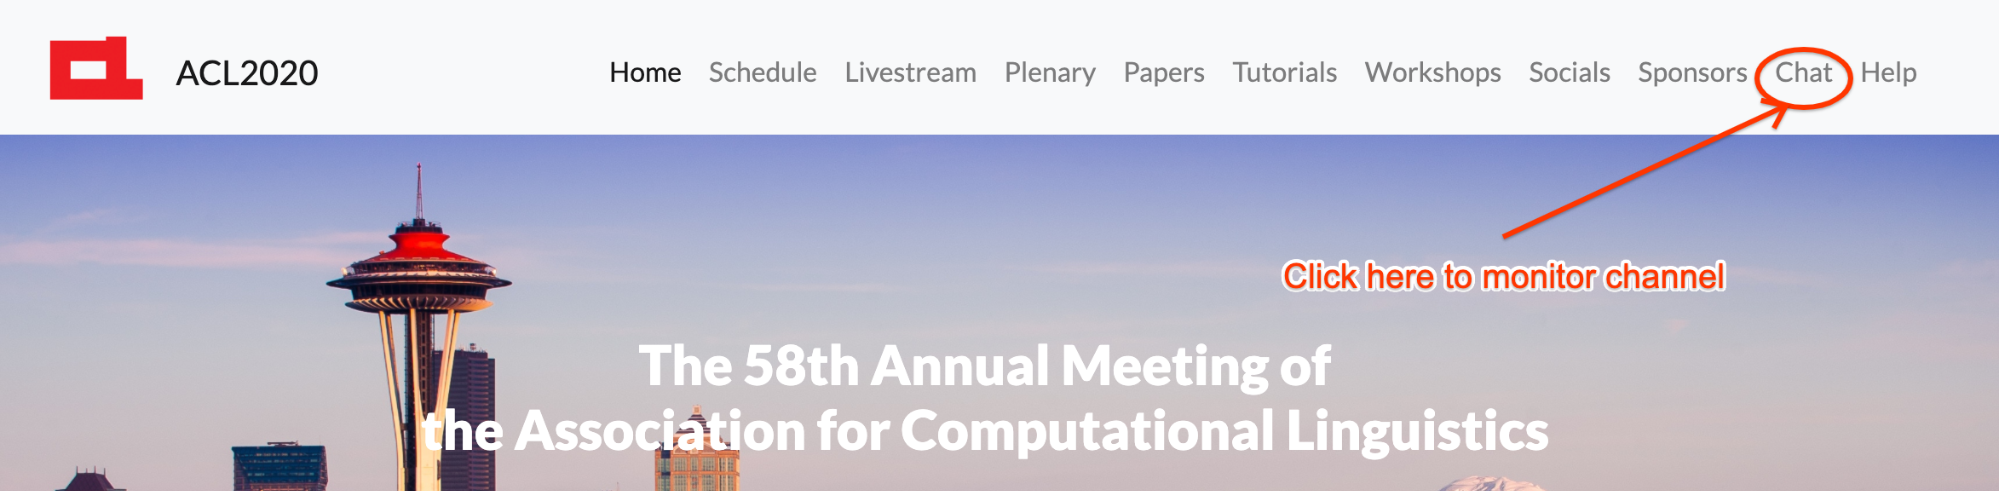 ACL2020
Home Schedule Livestream Plenary Papers Tutorials Workshops Socials Sponsors Chat Help
Click here to monitor channel
The 58th Annual Meeting of
the Association for Computational Linguistics